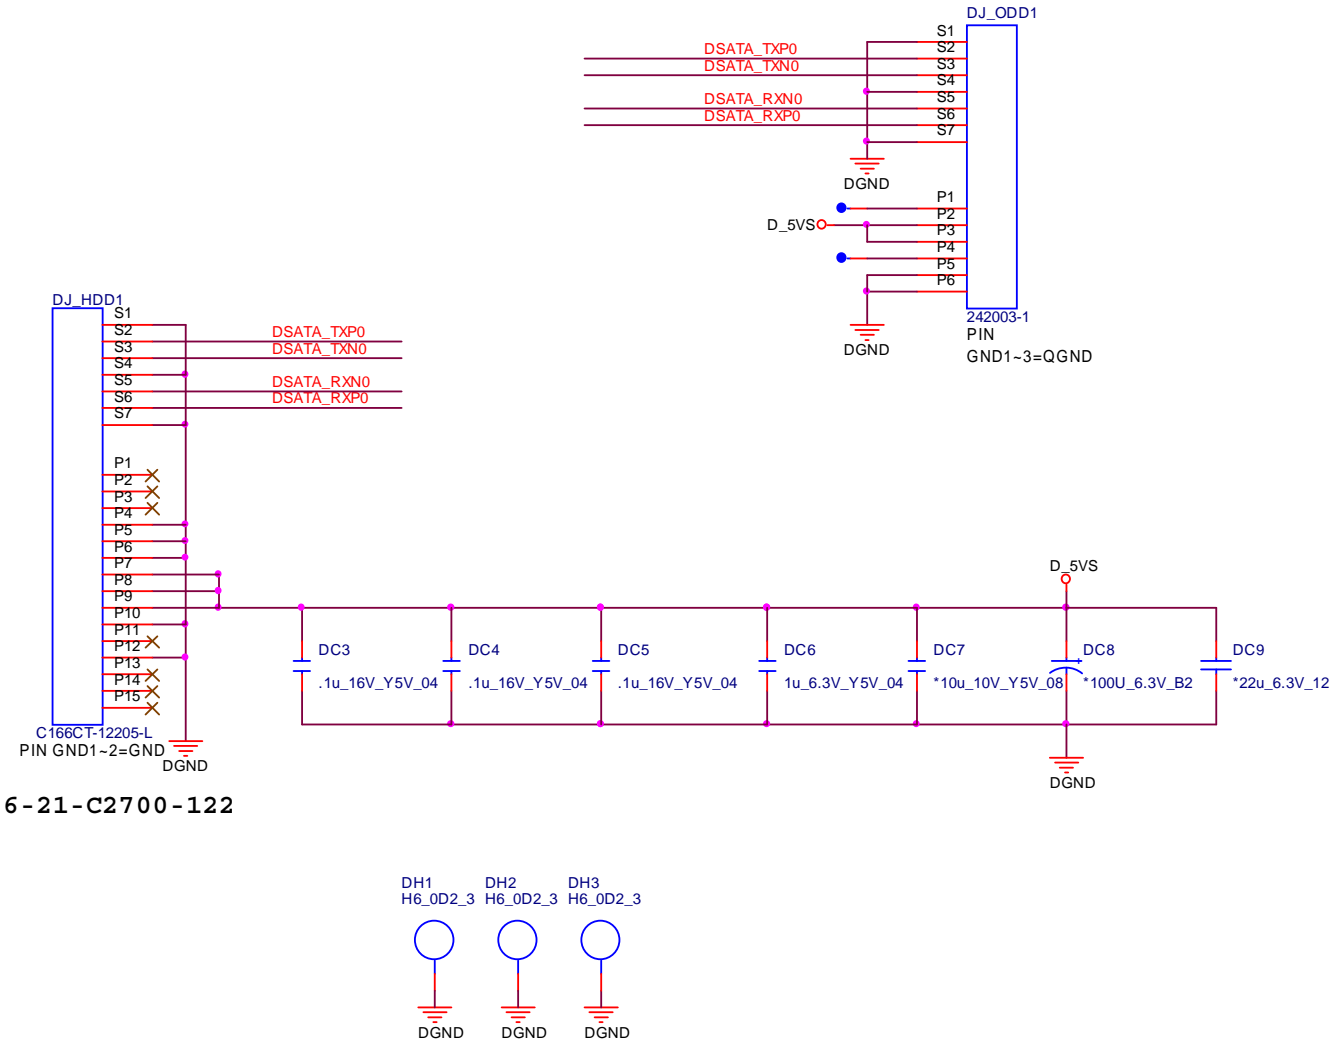 DJ_ODD1
S1
S2
S3
S4
S5
S6
S7
DSATA_TXP0
DSATA_TXN0
DSATA_RXN0
DSATA_RXP0
DGND
P1
P2
P3
P4
P5
P6
D_5VS
DGND
242003-1
PIN
GND1~3=QGND
DJ_HDD1
S1
S2
S3
S4
S5
S6
S7
DSATA_TXP0
DSATA_TXN0
DSATA_RXN0
DSATA_RXP0
P1
P2
P3
P4
P5
P6
P7
P8
P9
P10
P11
P12
P13
P14
P15
C166CT-12205-L
PIN GND1~2=GND
DGND
6-21-C2700-122
D_5VS
DC3
.1u_16V_Y5V_04
DC4
.1u_16V_Y5V_04
DC5
.1u_16V_Y5V_04
DC6
1u_6.3V_Y5V_04
DC7
*10u_10V_Y5V_08
DC8
+
*100U_6.3V_B2
DC9
*22u_6.3V_12
DGND
DH1
H6_0D2_3
DH2
H6_0D2_3
DH3
H6_0D2_3
DGND
DGND
DGND